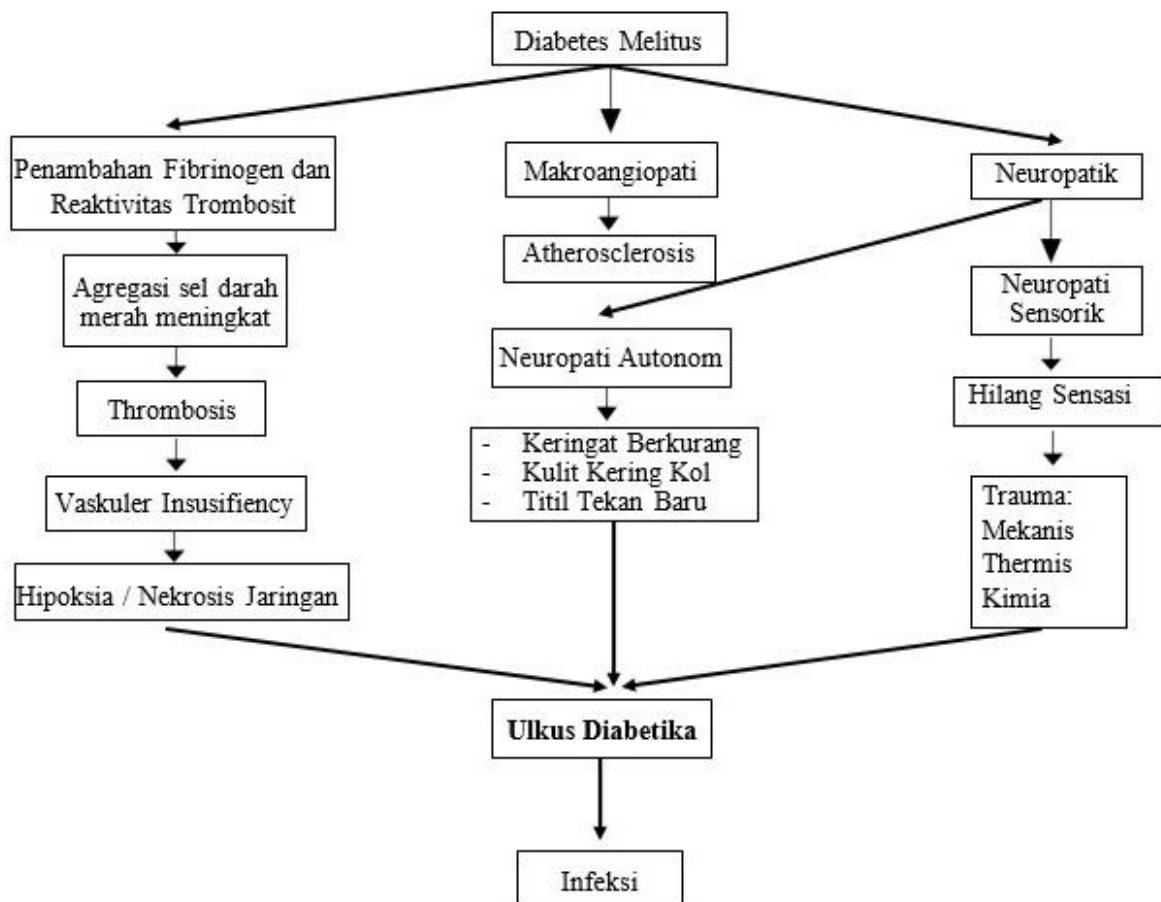 Diabetes Melitus
Penambahan Fibrinogen dan
Reaktivitas Trombosit
Makroangiopati
Neuropatik
Atherosclerosis
Agregasi sel darah
merah meningkat
Neuropati
Sensorik
Neuropati Autonom
Thrombosis
Hilang Sensasi
- Keringat Berkurang
- Kulit Kering Kol
- Titil Tekan Baru
Vaskuler Insusifiency
Trauma:
Mekanis
Thermis
Kimia
Hipoksia / Nekrosis Jaringan
Ulkus Diabetika
Infeksi